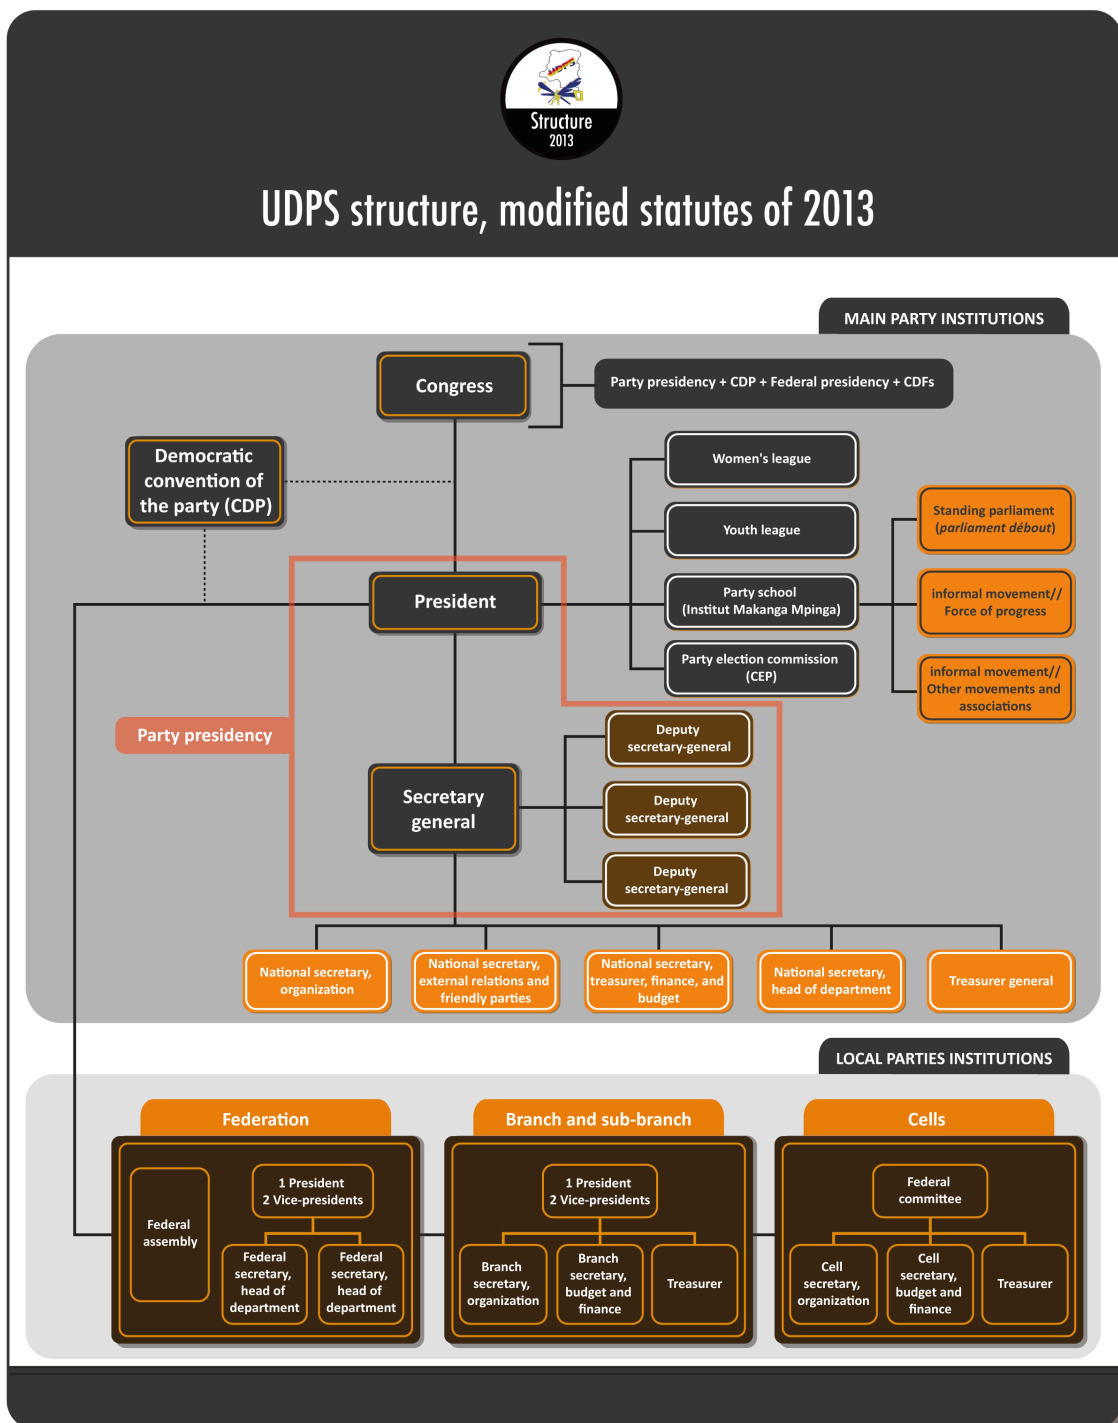 UDPS
Structure
2013
UDPS structure, modified statutes of 2013
MAIN PARTY INSTITUTIONS
Congress
Party presidency + CDP + Federal presidency + CDFs
Democratic
convention of
the party (CDP)
Women's league
Youth league
Party school
(Institut Makanga Mpinga)
Party election commission
(CEP)
Standing parliament
(parliament débout)
informal movement//
Force of progress
informal movement//
Other movements and
associations
President
Party presidency
Secretary
general
Deputy
secretary-general
Deputy
secretary-general
Deputy
secretary-general
National secretary,
organization
National secretary,
external relations and
friendly parties
National secretary,
treasurer, finance, and
budget
National secretary,
head of department
Treasurer general
LOCAL PARTIES INSTITUTIONS
Federation
Federal
assembly
1 President
2 Vice-presidents
Federal
secretary,
head of
department
Federal
secretary,
head of
department
Branch and sub-branch
1 President
2 Vice-presidents
Branch
secretary,
organization
Branch
secretary,
budget and
finance
Treasurer
Cells
Federal
committee
Cell
secretary,
organization
Cell
secretary,
budget and
finance
Treasurer